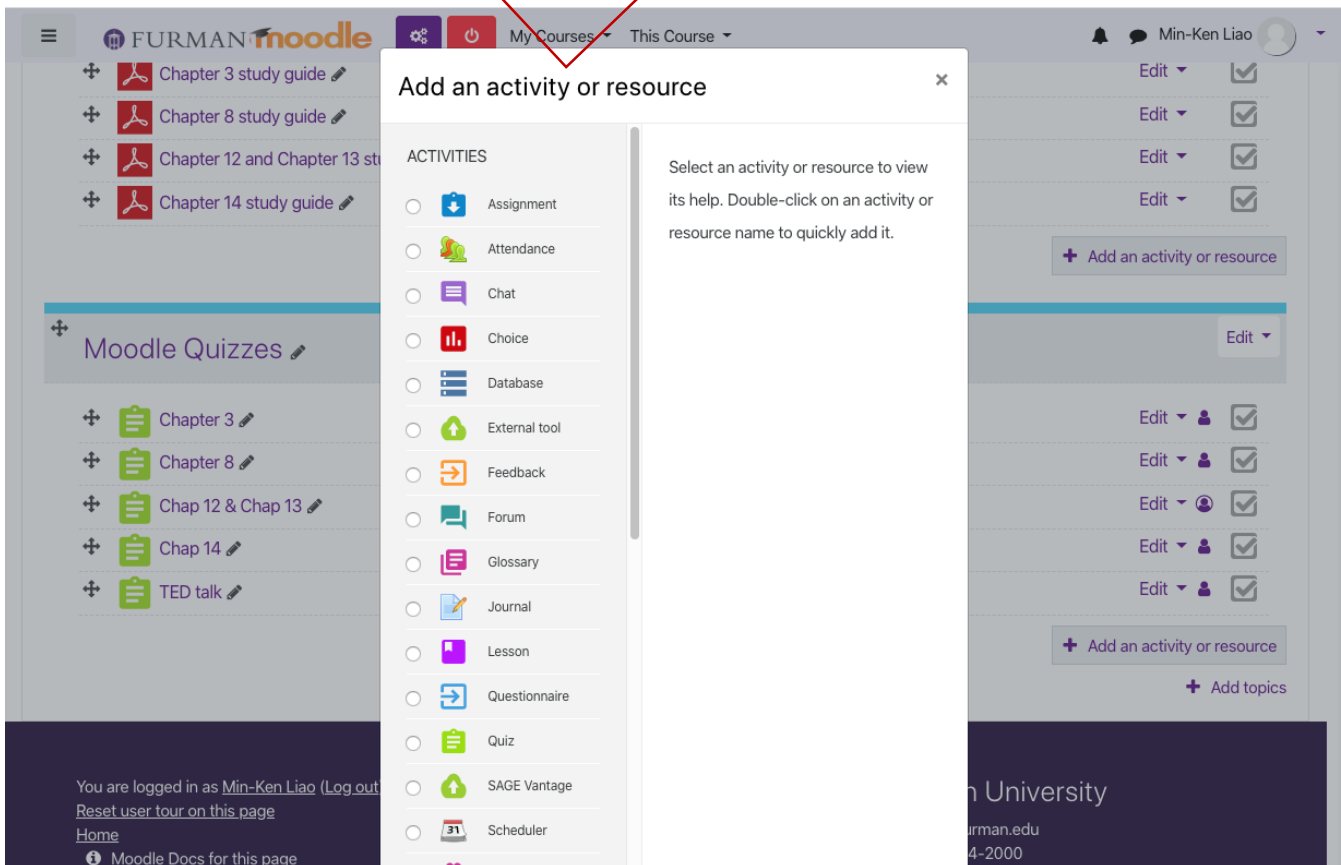 FURMAN moodle
My Courses
This Course
Min-Ken Liao
Chapter 3 study guide
Edit
Chapter 8 study guide
Edit
Chapter 12 and Chapter 13
Edit
Chapter 14 study guide
Edit
Add an activity or resource
Moodle Quizzes
Edit
Chapter 3
Edit
Chapter 8
Edit
Chap 12 & Chap 13
Edit
Chap 14
Edit
TED talk
Edit
Add an activity or resource
Add topics
Add an activity or resource
×
ACTIVITIES
Assignment
Attendance
Chat
Choice
Database
External tool
Feedback
Forum
Glossary
Journal
Lesson
Questionnaire
Quiz
SAGE Vantage
31
Scheduler
Select an activity or resource to view
its help. Double-click on an activity or
resource name to quickly add it.
You are logged in as Min-Ken Liao (Log out
Reset user tour on this page
Home
Moodle Docs for this page
University
urman.edu
4-2000